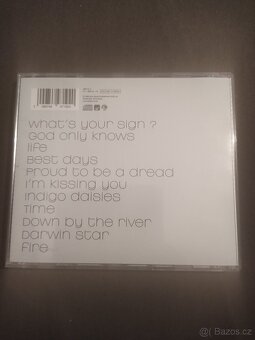 What's your sign ?
God only knows
life
Best days
Proud to be a dread
I'm kissing you
Indigo daisies
Time
Down by the river
Darwin star
fire
Bazoš.cz